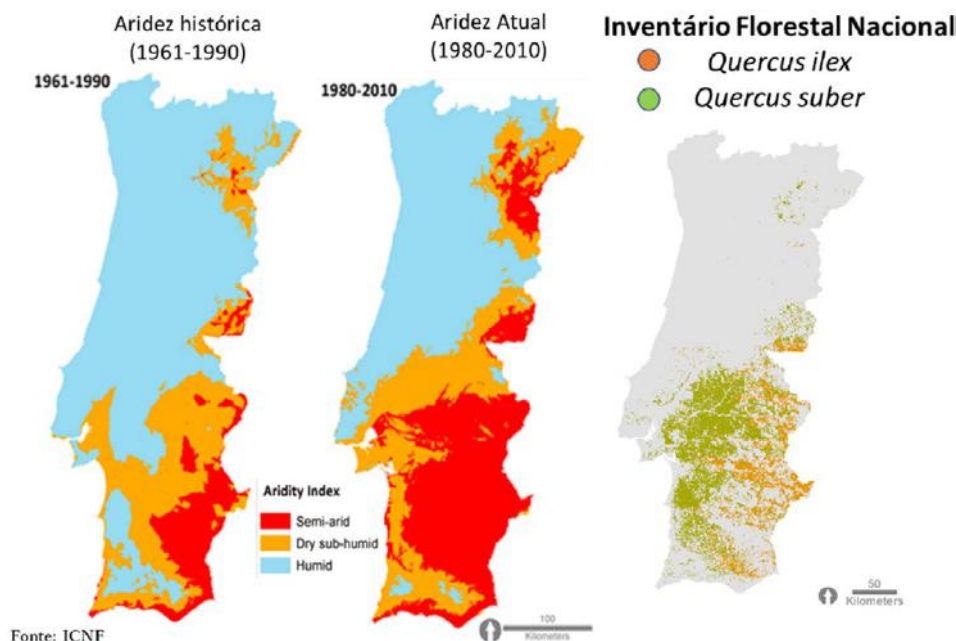 Aridez histórica
(1961-1990)
1961-1990
Aridez Atual
(1980-2010)
1980-2010
Inventário Florestal Nacional
Quercus ilex
Quercus suber
Aridity Index
Semi-arid
Dry sub-humid
Humid
100
Kilometers
50
Kilometers
Fonte: ICNF